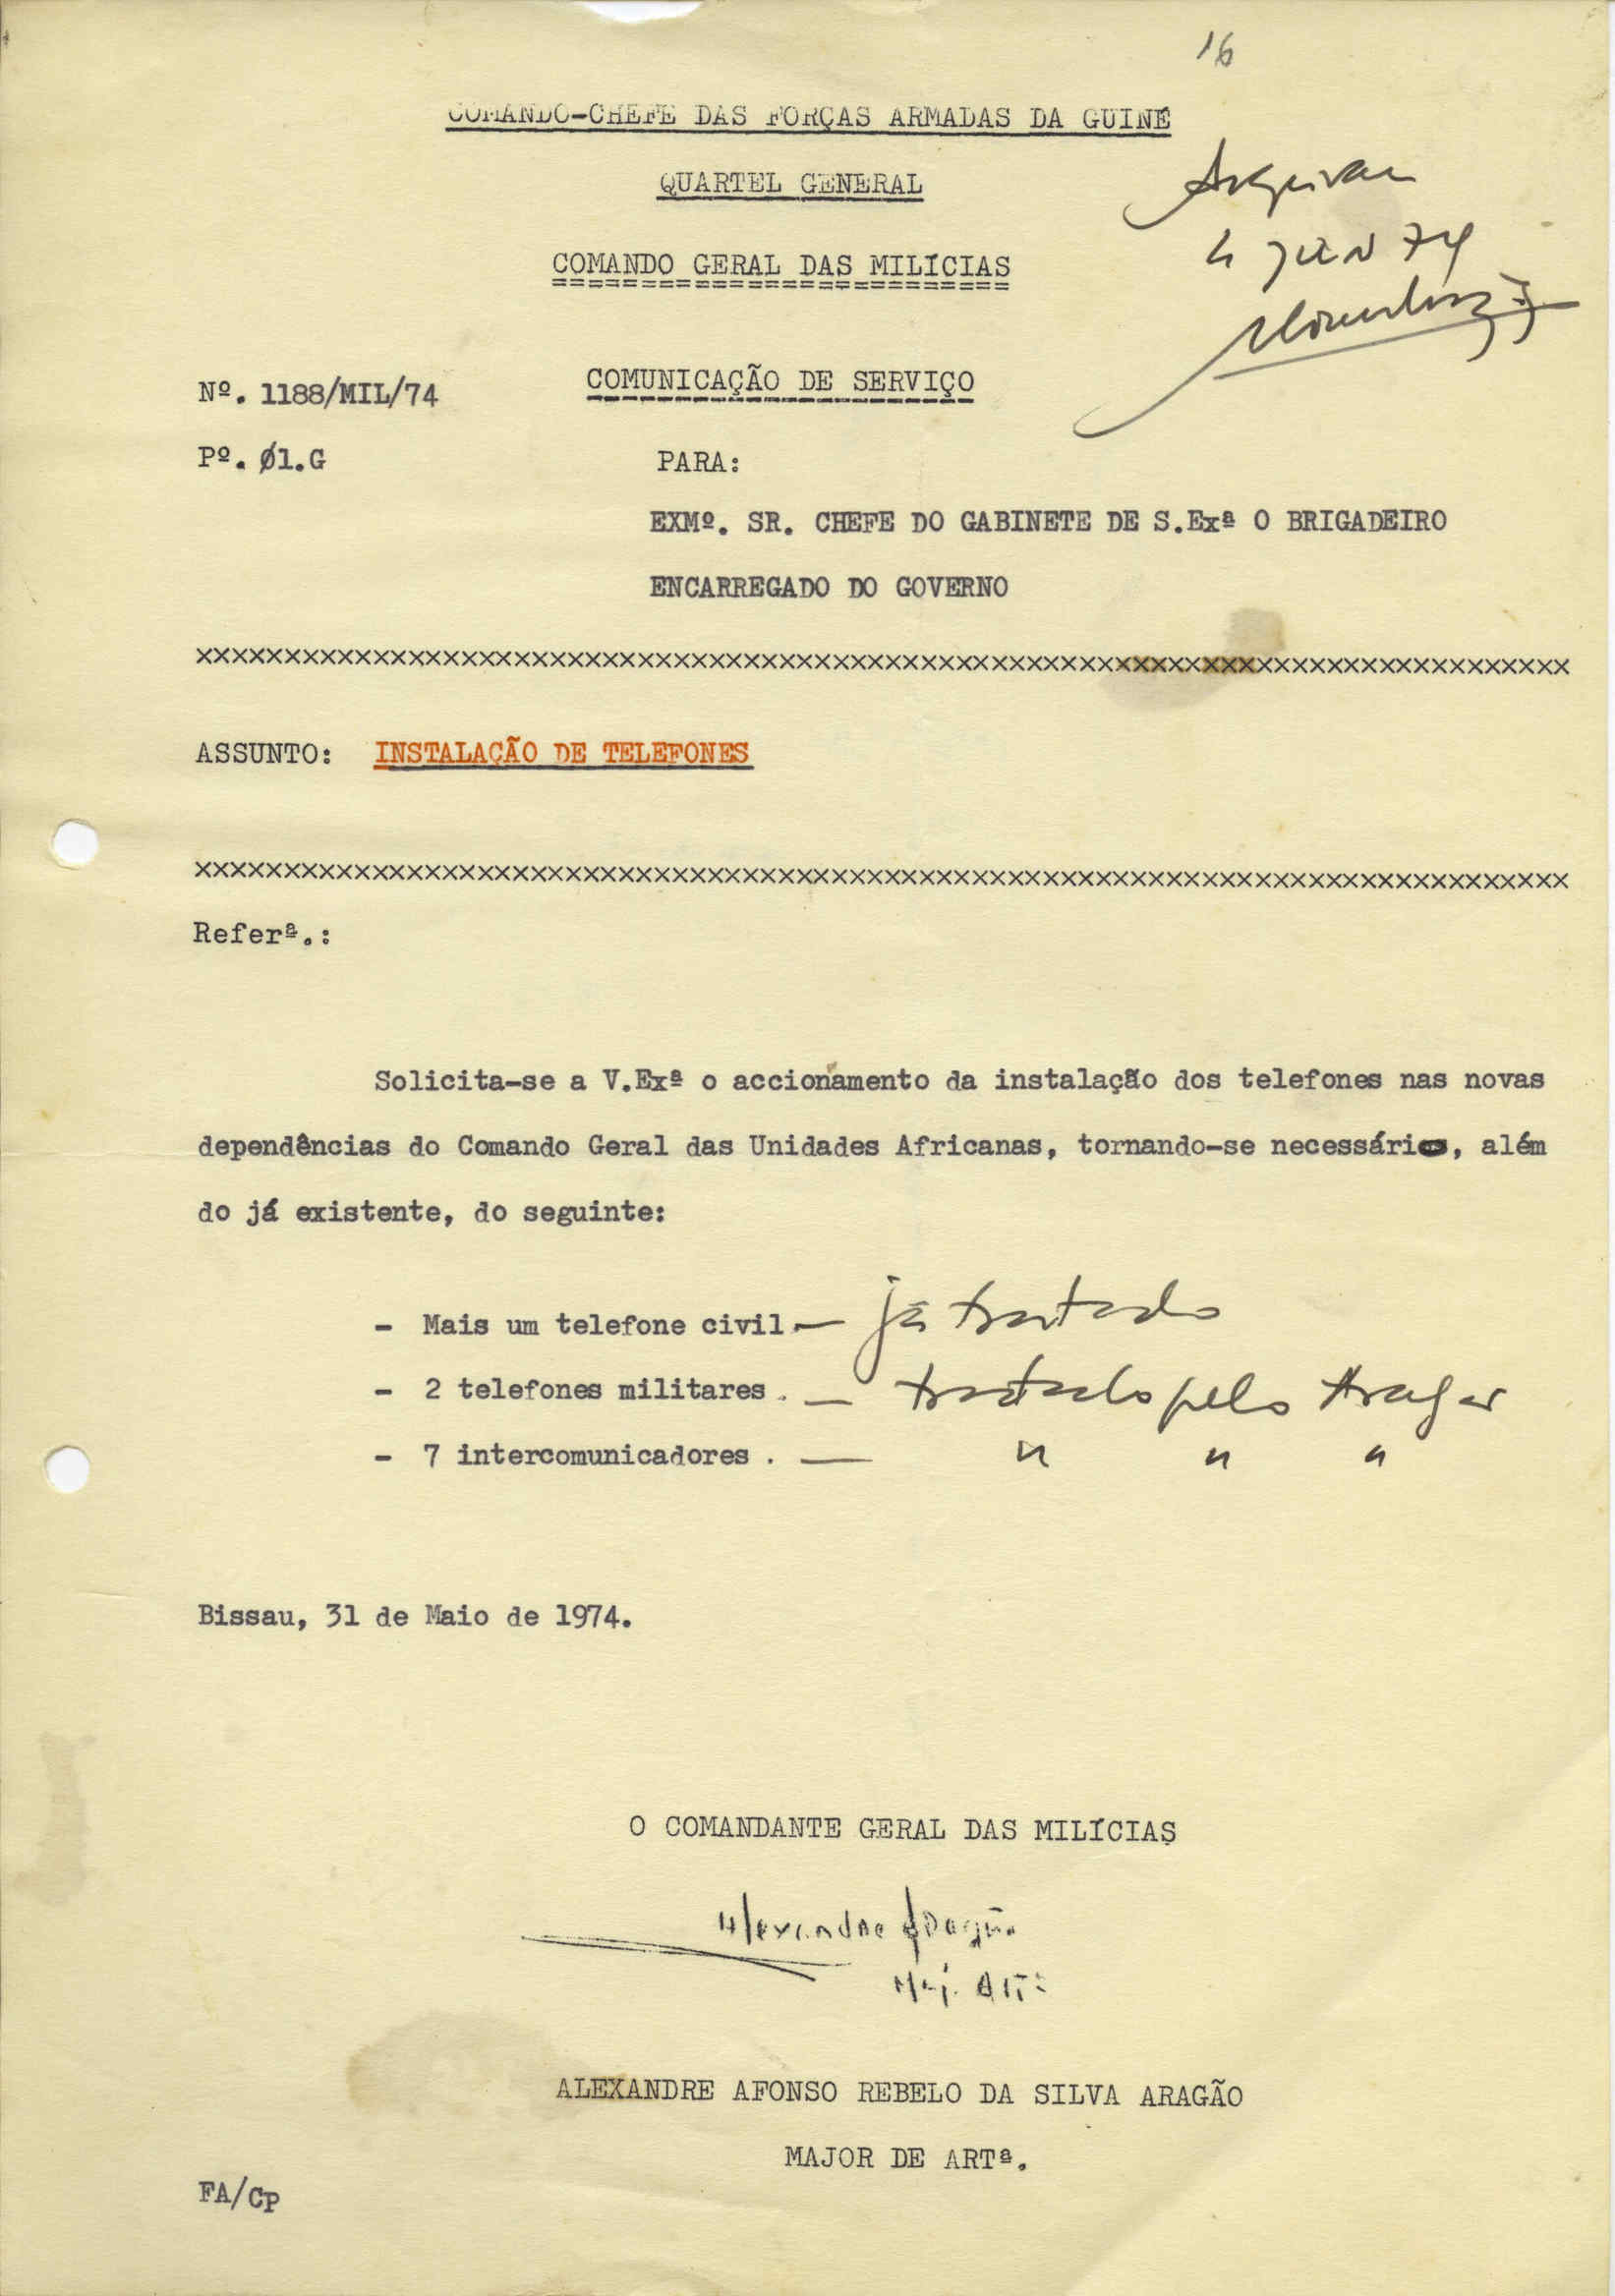 16
COMANDO-CHEFE DAS FORÇAS ARMADAS DA GUINÉ
Arquivar
QUARTEL GENERAL
4 JUN 74
COMANDO GERAL DAS MILÍCIAS
=========================
COMUNICAÇÃO DE SERVIÇO
Nº. 1188/MIL/74
Pº. Ø1.G
PARA:
EXMº. SR. CHEFE DO GABINETE DE S.Exª O BRIGADEIRO
ENCARREGADO DO GOVERNO
xxxxxxxxxxxxxxxxxxxxxxxxxxxxxxxxxxxxxxxxxxxxxxxxxxxxxxxxxxxxxxxxxxxxxxxxxxxxxx
ASSUNTO: INSTALAÇÃO DE TELEFONES
xxxxxxxxxxxxxxxxxxxxxxxxxxxxxxxxxxxxxxxxxxxxxxxxxxxxxxxxxxxxxxxxxxxxxxxxxxxxxx
Referª.:
Solicita-se a V.Exª o accionamento da instalação dos telefones nas novas
dependências do Comando Geral das Unidades Africanas, tornando-se necessário, além
do já existente, do seguinte:
- Mais um telefone civil.— já tratado
- 2 telefones militares. — tratado pelo Aragão
- 7 intercomunicadores . — " " "
Bissau, 31 de Maio de 1974.
O COMANDANTE GERAL DAS MILÍCIAS
Alexandre Aragão
Maj. Artª
ALEXANDRE AFONSO REBELO DA SILVA ARAGÃO
MAJOR DE ARTª.
FA/CP